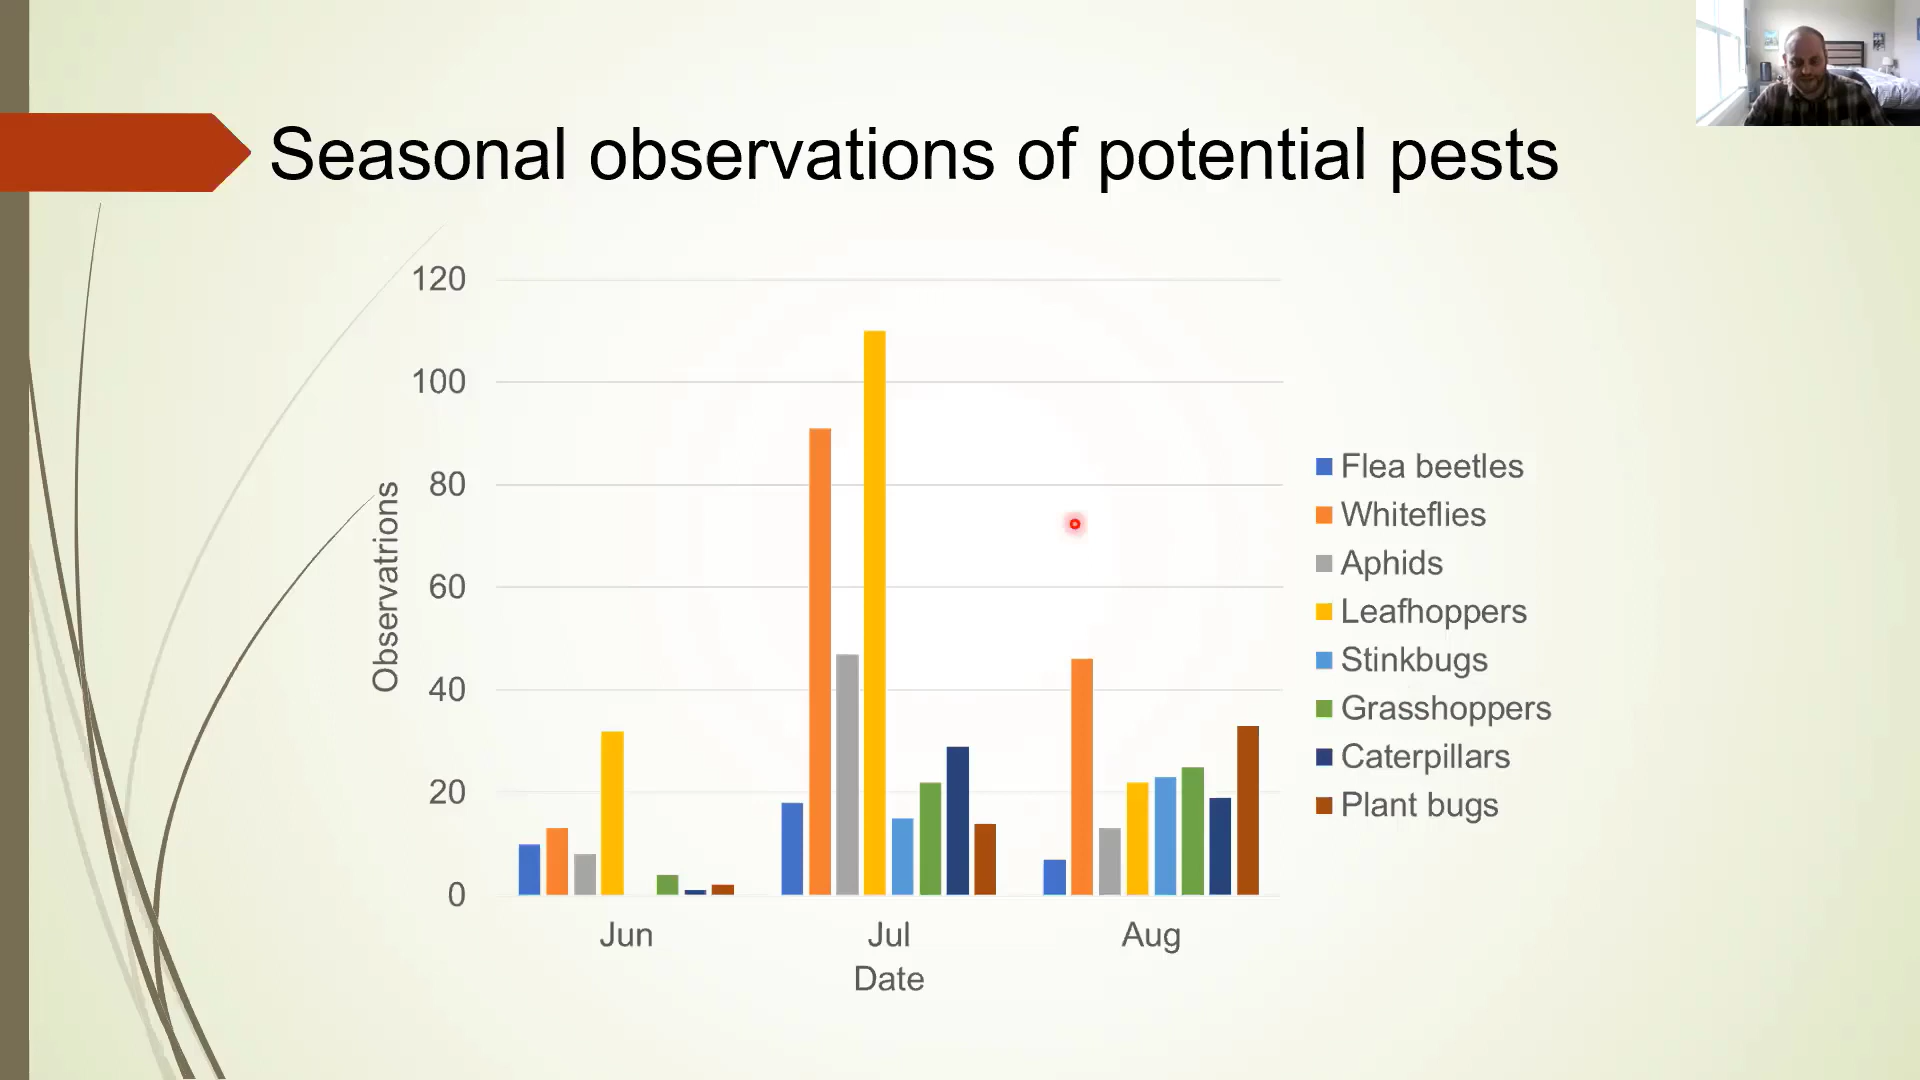 Seasonal observations of potential pests
120
100
80
60
40
20
0
Observatrions
Jun
Jul
Aug
Date
Flea beetles
Whiteflies
Aphids
Leafhoppers
Stinkbugs
Grasshoppers
Caterpillars
Plant bugs